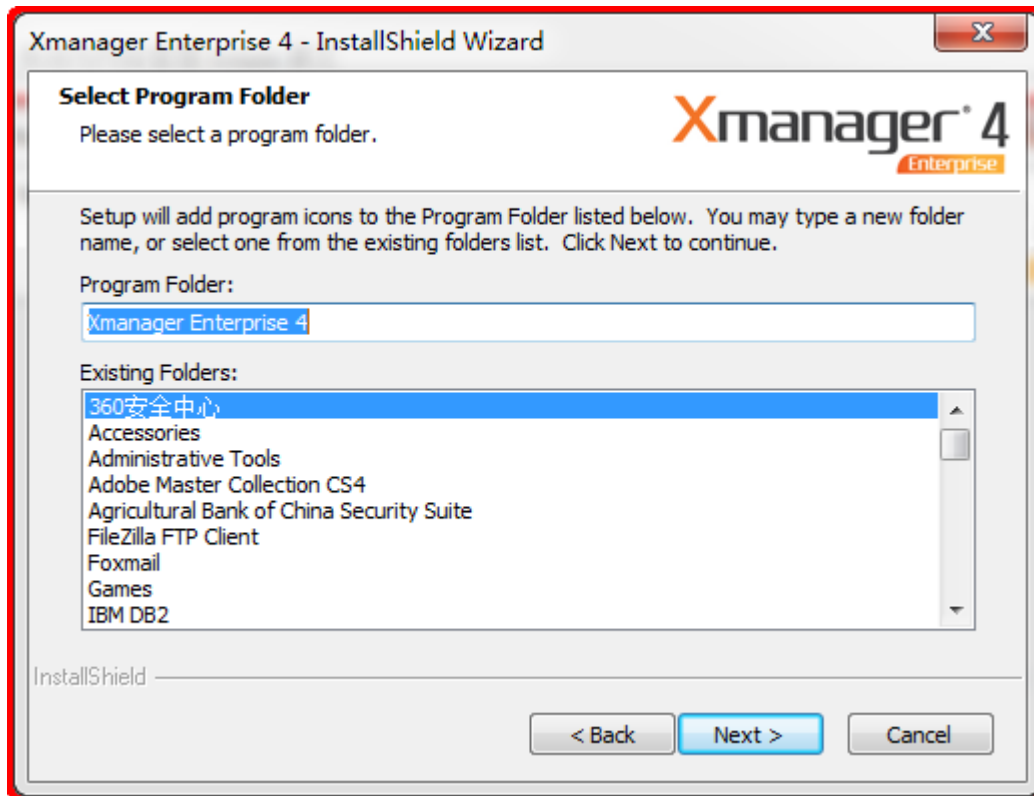 Xmanager Enterprise 4 - InstallShield Wizard
Select Program Folder
Please select a program folder.
Xmanager® 4
Enterprise
Setup will add program icons to the Program Folder listed below.  You may type a new folder
name, or select one from the existing folders list.  Click Next to continue.
Program Folder:
Xmanager Enterprise 4
Existing Folders:
360安全中心
Accessories
Administrative Tools
Adobe Master Collection CS4
Agricultural Bank of China Security Suite
FileZilla FTP Client
Foxmail
Games
IBM DB2
InstallShield
< Back
Next >
Cancel